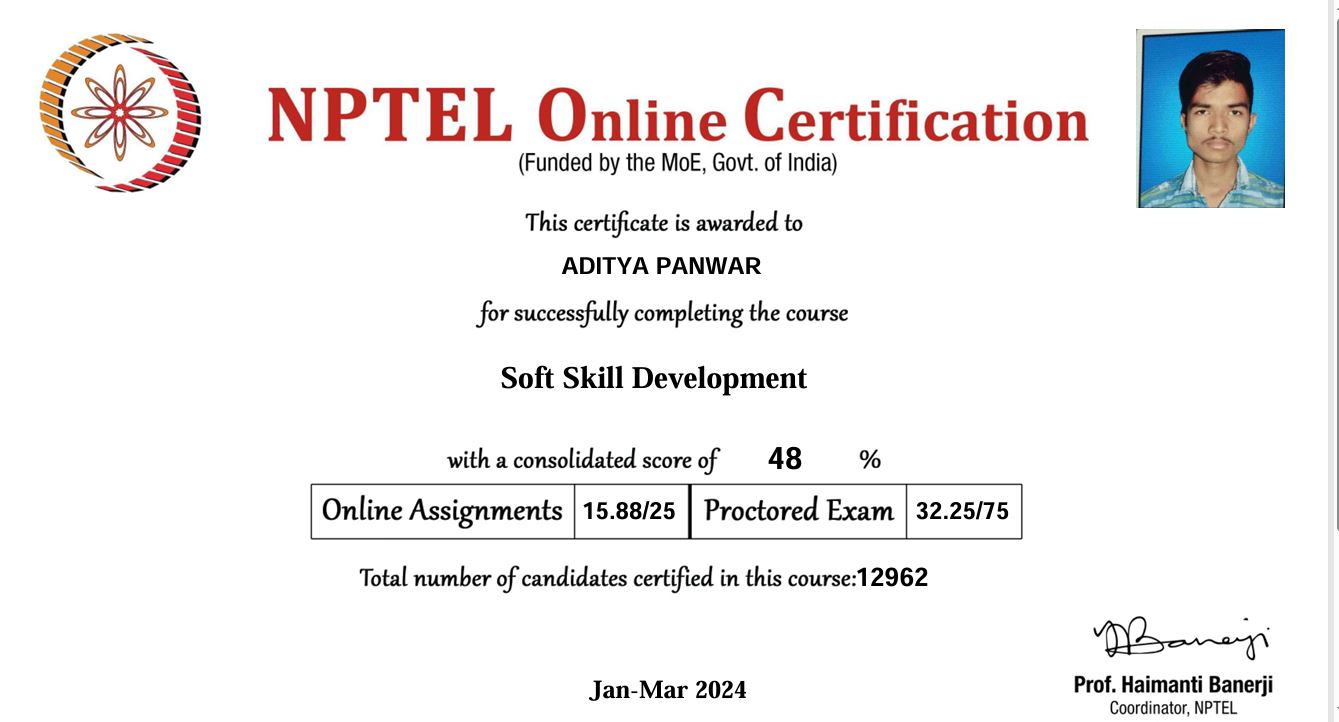 NPTEL Online Certification
(Funded by the MoE, Govt. of India)
This certificate is awarded to
ADITYA PANWAR
for successfully completing the course
Soft Skill Development
with a consolidated score of 48 %
Online Assignments 15.88/25 Proctored Exam 32.25/75
Total number of candidates certified in this course:12962
HBanerji
Jan-Mar 2024
Prof. Haimanti Banerji
Coordinator, NPTEL